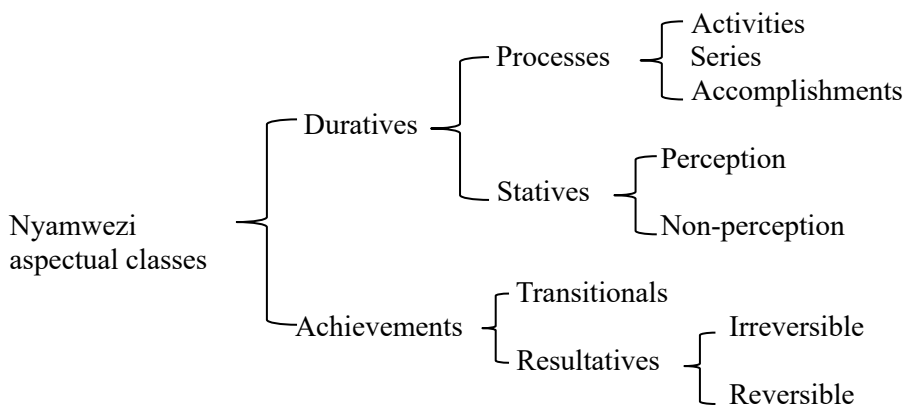 Activities
Processes
Series
Accomplishments
Duratives
Perception
Statives
Nyamwezi
Non-perception
aspectual classes
Transitionals
Achievements
Irreversible
Resultatives
Reversible